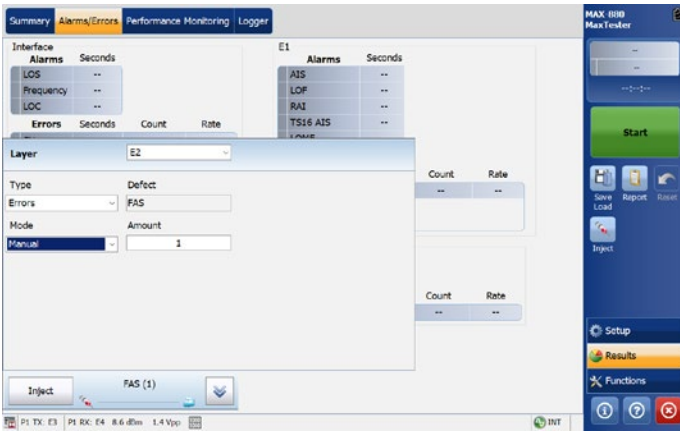 Summary Alarms/Errors Performance Monitoring Logger
MAX-880
MaxTester
Interface
Alarms Seconds
LOS --
Frequency --
LOC --
Errors Seconds Count Rate
E1
Alarms Seconds
AIS --
LOF --
RAI --
TS16 AIS --
LOMF
Count Rate
-- --
Count Rate
-- --
Layer E2
Type Defect
Errors FAS
Mode Amount
Manual 1
Inject FAS (1)
--
--
--:--:--
Start
Save
Load
Report
Reset
Inject
Setup
Results
Functions
P1 TX: E3 P1 RX: E4 8.6 dBm 1.4 Vpp INT